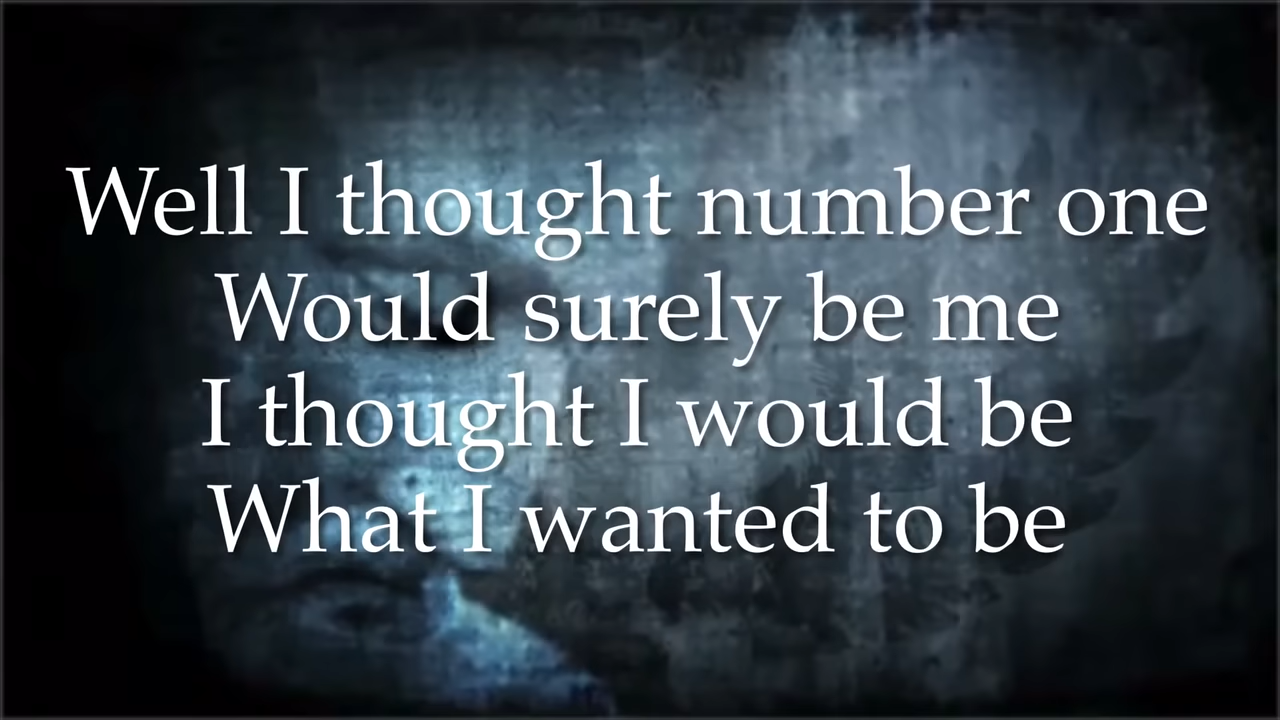 Well I thought number one
Would surely be me
I thought I would be
What I wanted to be